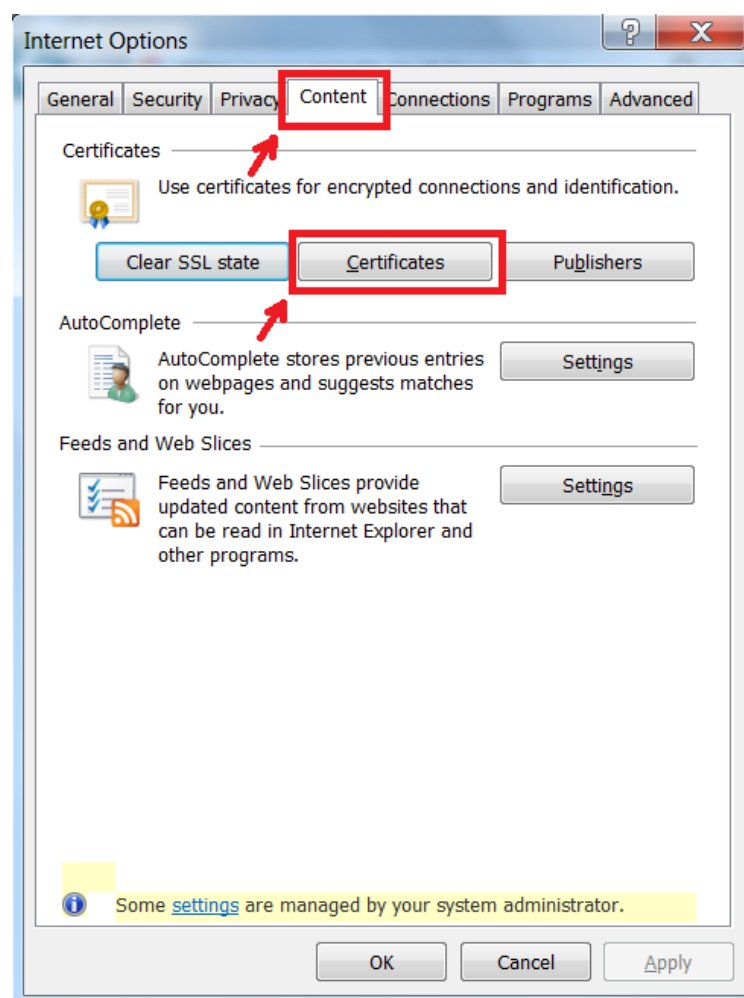 Internet Options
General Security Privacy Content Connections Programs Advanced
Certificates
Use certificates for encrypted connections and identification.
Clear SSL state Certificates Publishers
AutoComplete
AutoComplete stores previous entries
on webpages and suggests matches
for you.
Settings
Feeds and Web Slices
Feeds and Web Slices provide
updated content from websites that
can be read in Internet Explorer and
other programs.
Settings
Some settings are managed by your system administrator.
OK Cancel Apply